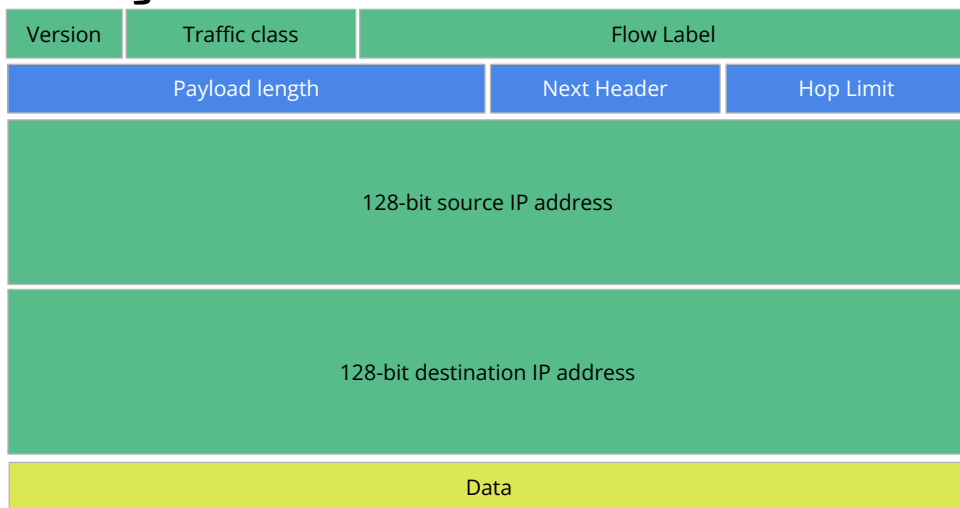 Version Traffic class Flow Label
Payload length Next Header Hop Limit
128-bit source IP address
128-bit destination IP address
Data